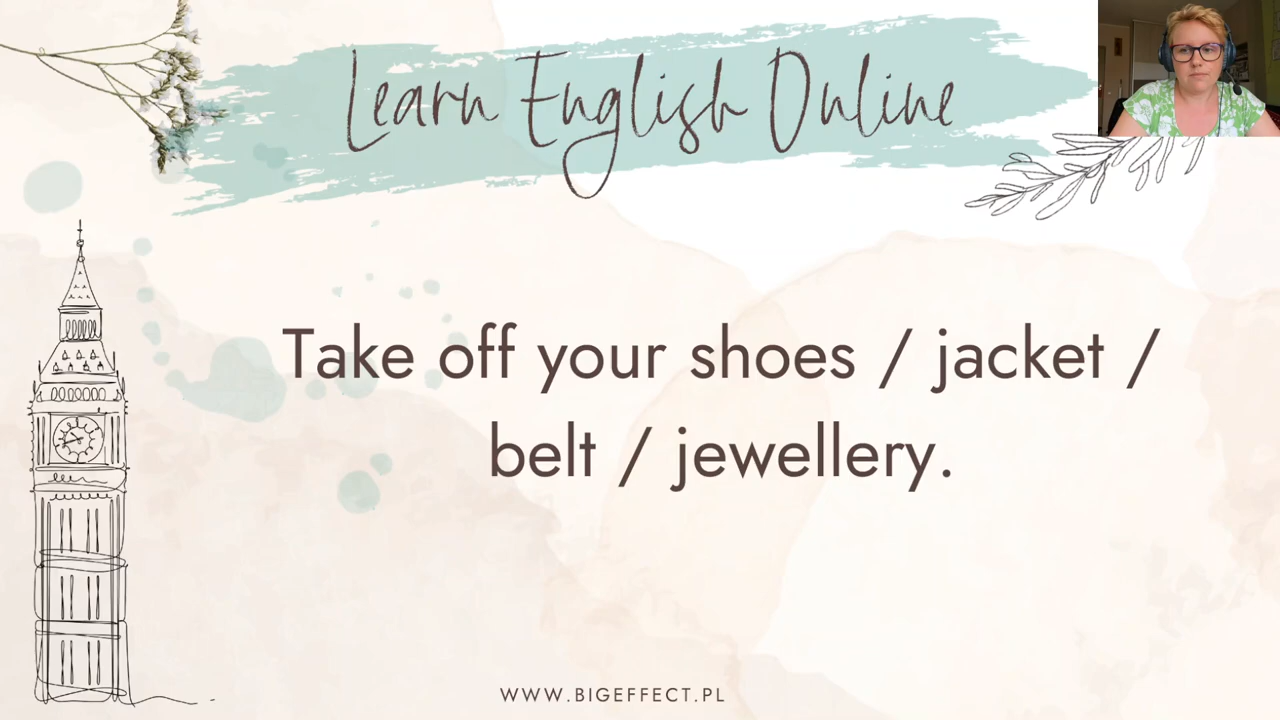 Learn English Online
Take off your shoes / jacket /
belt / jewellery.
WWW.BIGEFFECT.PL